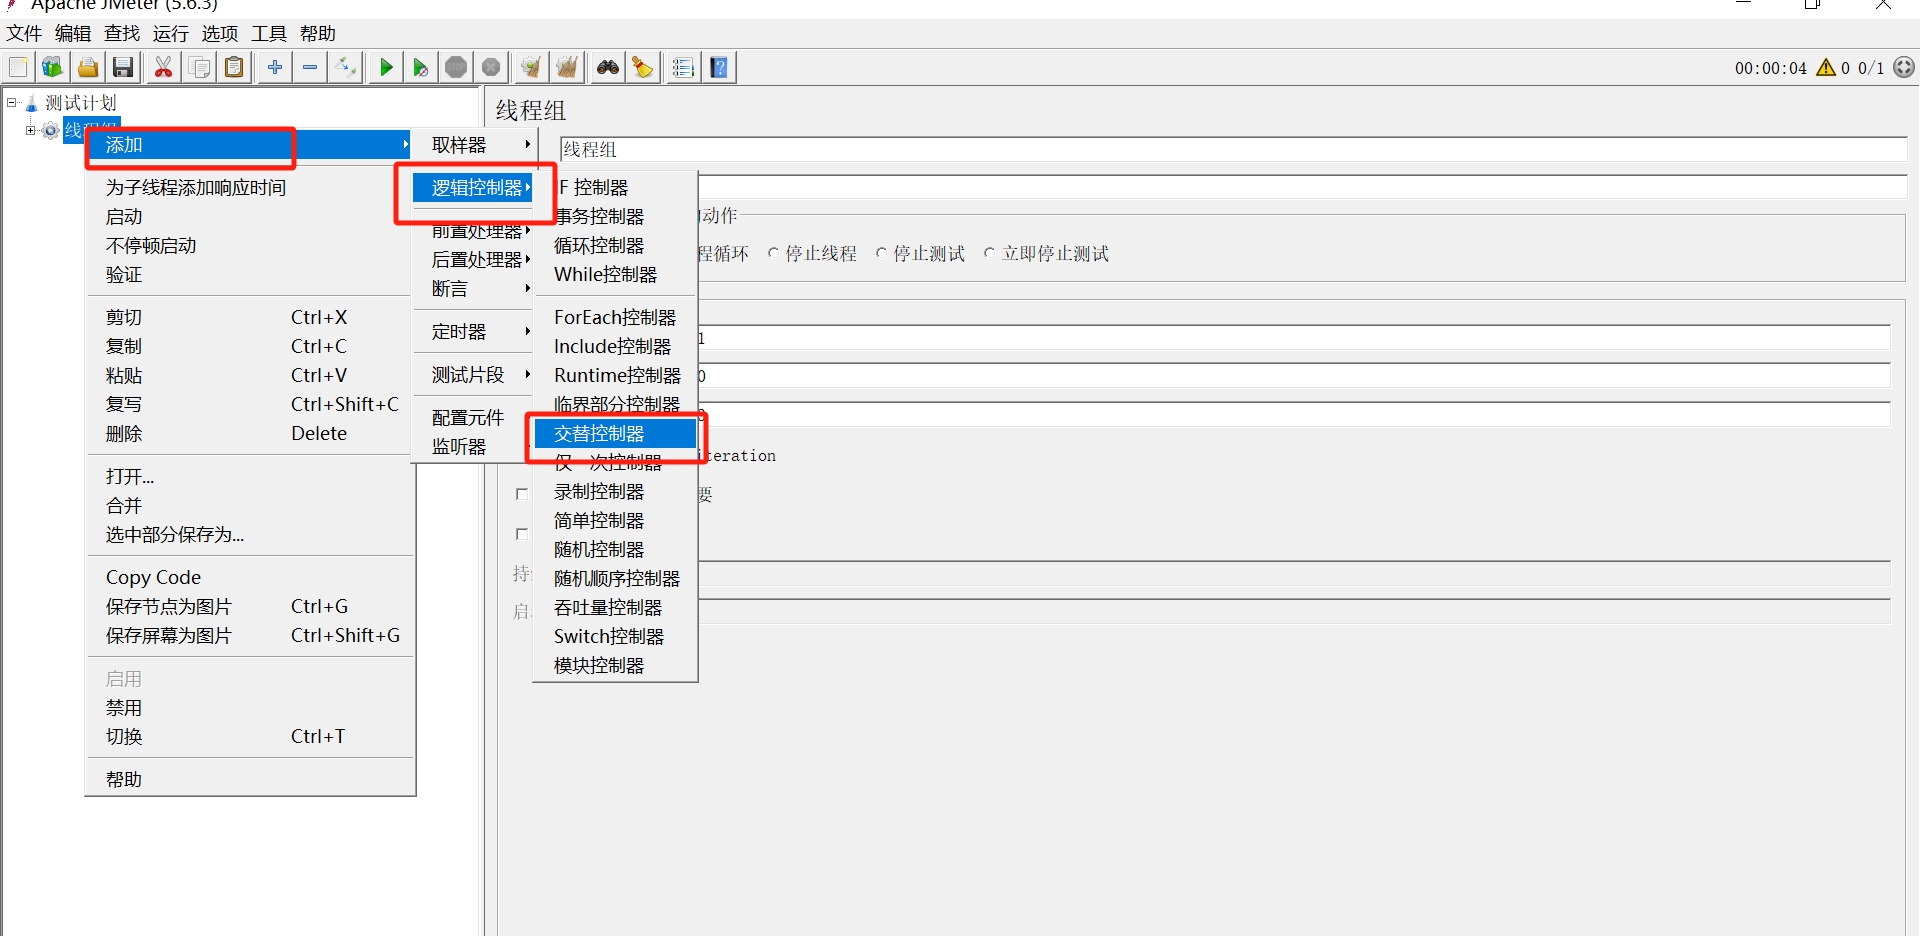 Apache JMeter (5.6.3)
文件 编辑 查找 运行 选项 工具 帮助
00:00:04 0 0/1
测试计划
线程组
添加
为子线程添加响应时间
启动
不停顿启动
验证
剪切 Ctrl+X
复制 Ctrl+C
粘贴 Ctrl+V
复写 Ctrl+Shift+C
删除 Delete
打开...
合并
选中部分保存为...
Copy Code
保存节点为图片 Ctrl+G
保存屏幕为图片 Ctrl+Shift+G
启用
禁用
切换 Ctrl+T
帮助
取样器
逻辑控制器
前置处理器
后置处理器
断言
定时器
测试片段
配置元件
监听器
IF 控制器
事务控制器
循环控制器
While控制器
ForEach控制器
Include控制器
Runtime控制器
临界部分控制器
交替控制器
仅一次控制器
录制控制器
简单控制器
随机控制器
随机顺序控制器
吞吐量控制器
Switch控制器
模块控制器
线程组
线程组
动作
程循环 停止线程 停止测试 立即停止测试
1
0
iteration
要
持
启